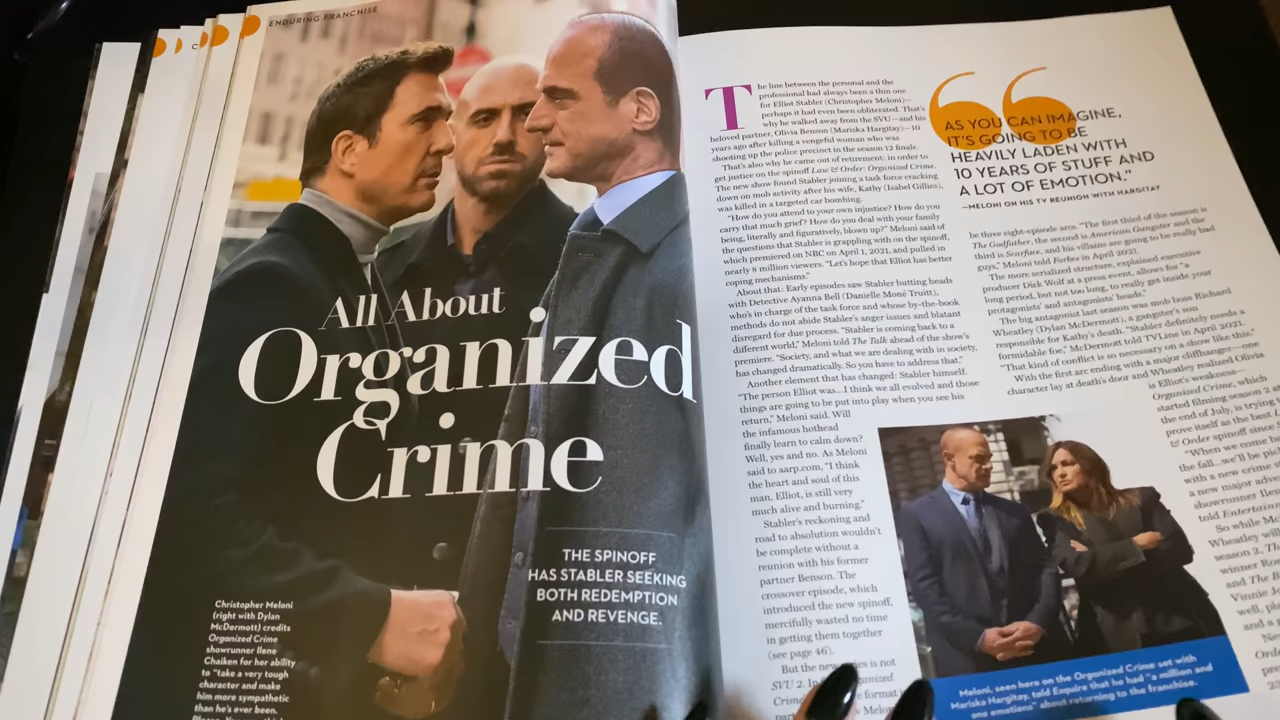 ENDURING FRANCHISE
All About
Organized
Crime
THE SPINOFF
HAS STABLER SEEKING
BOTH REDEMPTION
AND REVENGE.
Christopher Meloni
(right with Dylan
McDermott) credits
Organized Crime
showrunner Ilene
Chaiken for her ability
to "take a very tough
character and make
him more sympathetic
than he's ever been.
The line between the personal and the
professional had always been a thin one
for Elliot Stabler (Christopher Meloni)—
perhaps it had even been obliterated. That's
why he walked away from the SVU—and his
beloved partner, Olivia Benson (Mariska Hargitay)—10
years ago after killing a vengeful woman who was
shooting up the police precinct in the season 12 finale.
That's also why he came out of retirement: in order to
get justice on the spinoff Law & Order: Organized Crime.
The new show found Stabler joining a task force cracking
down on mob activity after his wife, Kathy (Isabel Gillies),
was killed in a targeted car bombing.
"How do you attend to your own injustice? How do you
carry that much grief? How do you deal with your family
being, literally and figuratively, blown up?" Meloni said of
the questions that Stabler is grappling with on the spinoff,
which premiered on NBC on April 1, 2021, and pulled in
nearly 8 million viewers. "Let's hope that Elliot has better
coping mechanisms."
About that: Early episodes saw Stabler butting heads
with Detective Ayanna Bell (Danielle Moné Truitt),
who's in charge of the task force and whose by-the-book
methods do not abide Stabler's anger issues and blatant
disregard for due process. "Stabler is coming back to a
different world," Meloni told The Talk ahead of the show's
premiere. "Society, and what we are dealing with in society,
has changed dramatically. So you have to address that."
Another element that has changed: Stabler himself.
"The person Elliot was...I think we all evolved and those
things are going to be put into play when you see his
return," Meloni said. Will
the infamous hothead
finally learn to calm down?
Well, yes and no. As Meloni
said to aarp.com, "I think
the heart and soul of this
man, Elliot, is still very
much alive and burning."
Stabler's reckoning and
road to absolution wouldn't
be complete without a
reunion with his former
partner Benson. The
crossover episode, which
introduced the new spinoff,
mercifully wasted no time
in getting them together
(see page 46).
But the new is not
SVU 2. In
Crime format
AS YOU CAN IMAGINE,
IT'S GOING TO BE
HEAVILY LADEN WITH
10 YEARS OF STUFF AND
A LOT OF EMOTION."
—MELONI ON HIS TV REUNION WITH HARGITAY
be three eight-episode arcs. "The first third of the season is
The Godfather, the second is American Gangster and the
third is Scarface, and his villains are going to be really bad
guys," Meloni told Forbes in April 2021.
The more serialized structure, explained executive
producer Dick Wolf at a press event, allows for "a
long period, but not too long, to really get inside your
protagonists' and antagonists' heads."
The big antagonist last season was mob boss Richard
Wheatley (Dylan McDermott), a gangster's son
responsible for Kathy's death. "Stabler definitely needs a
formidable foe," McDermott told TVLine in April 2021.
"That kind of conflict is so necessary on a show like this."
With the first arc ending with a major cliffhanger—one
character lay at death's door and Wheatley realized Olivia
is Elliot's weakness—
Organized Crime, which
started filming season 2 at
the end of July, is trying
prove itself as the best
& Order spinoff since
"When we come ba
the fall...we'll be pic
with a new crime
a new major adve
showrunner Ilene
told Entertain
So while Mo
Wheatley will
season 2, The
winner Ro
and The B
Vinnie J
well, pl
and a
Meloni, seen here on the Organized Crime set with
Mariska Hargitay, told Esquire that he had "a million and
one emotions" about returning to the franchise.